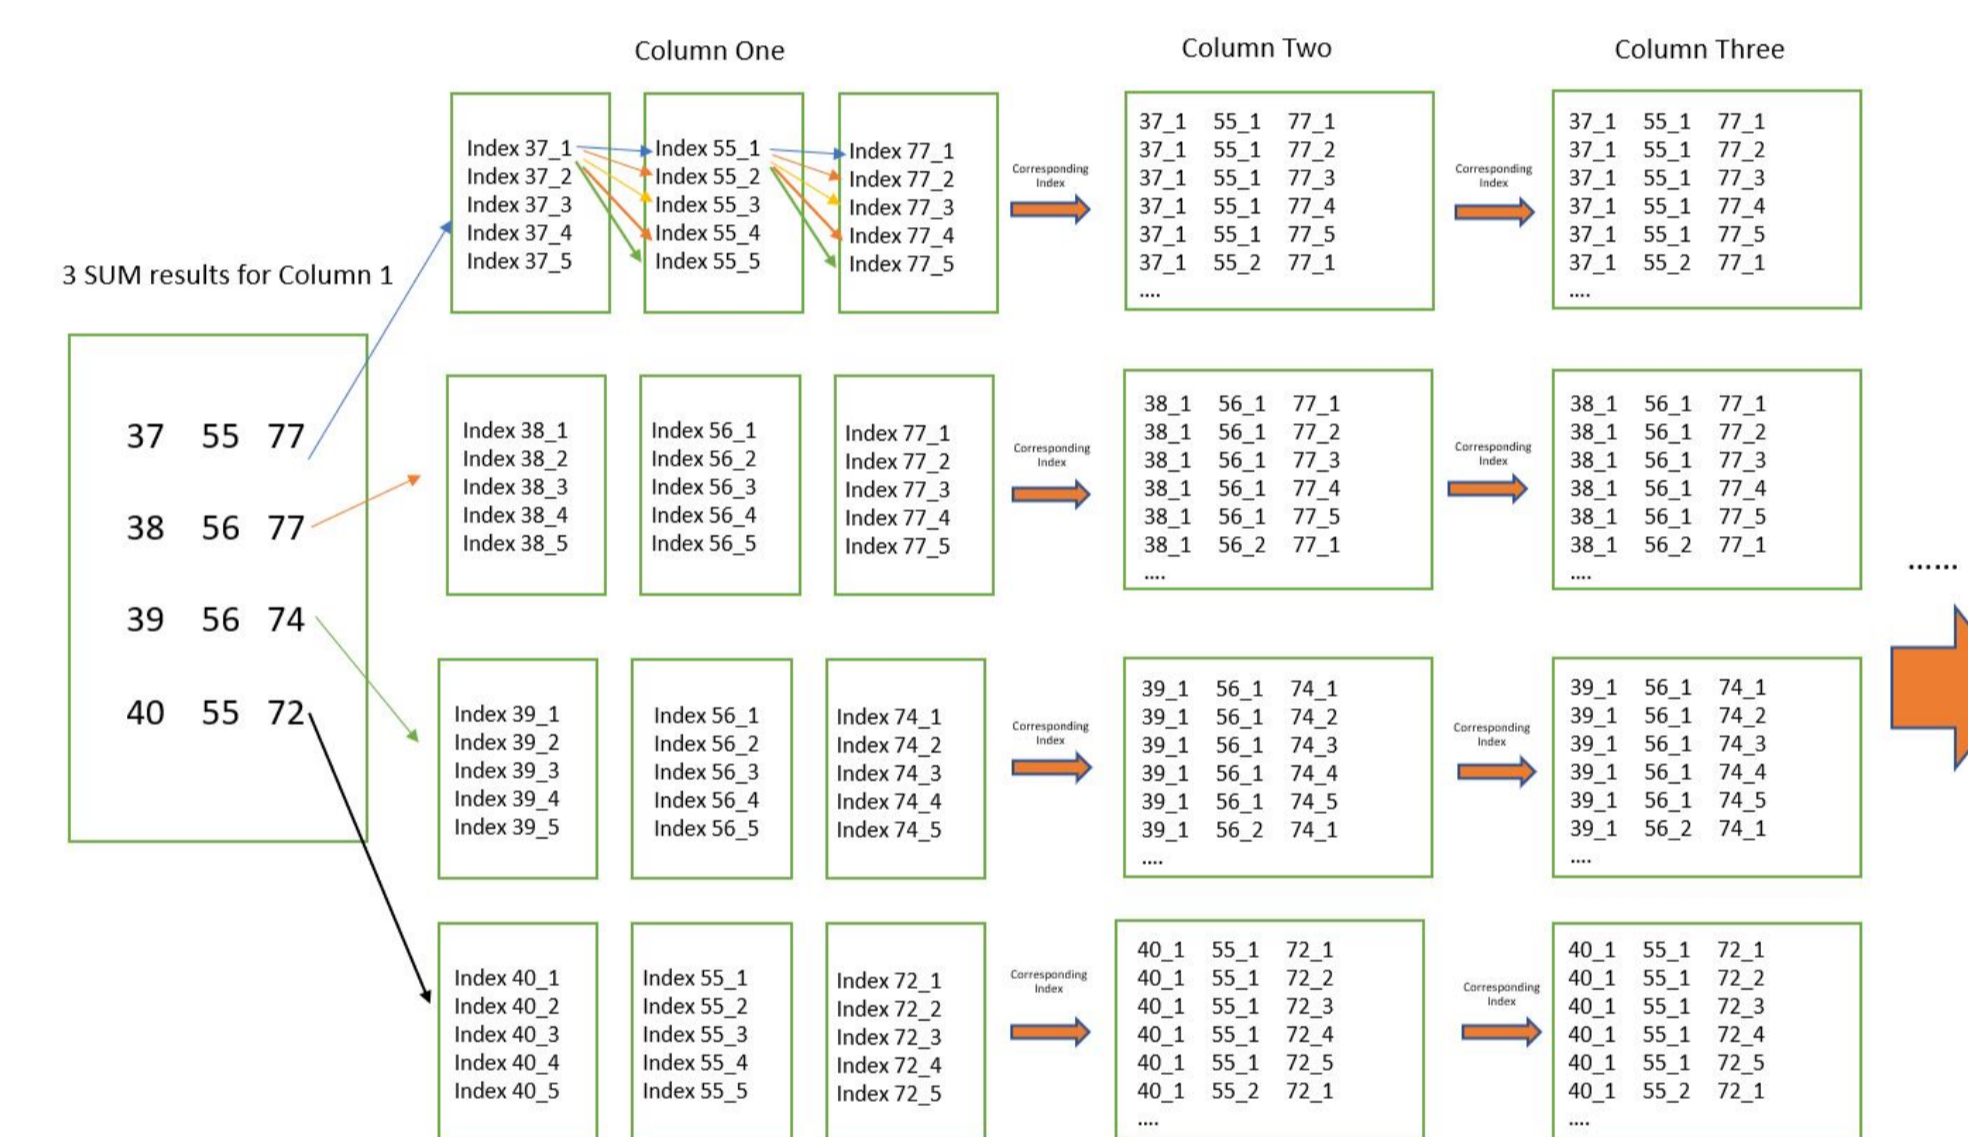 Column One
Column Two
Column Three
3 SUM results for Column 1
37 55 77
38 56 77
39 56 74
40 55 72
Index 37_1
Index 37_2
Index 37_3
Index 37_4
Index 37_5
Index 55_1
Index 55_2
Index 55_3
Index 55_4
Index 55_5
Index 77_1
Index 77_2
Index 77_3
Index 77_4
Index 77_5
Corresponding
Index
37_1 55_1 77_1
37_1 55_1 77_2
37_1 55_1 77_3
37_1 55_1 77_4
37_1 55_1 77_5
37_1 55_2 77_1
....
Corresponding
Index
37_1 55_1 77_1
37_1 55_1 77_2
37_1 55_1 77_3
37_1 55_1 77_4
37_1 55_1 77_5
37_1 55_2 77_1
....
Index 38_1
Index 38_2
Index 38_3
Index 38_4
Index 38_5
Index 56_1
Index 56_2
Index 56_3
Index 56_4
Index 56_5
Index 77_1
Index 77_2
Index 77_3
Index 77_4
Index 77_5
Corresponding
Index
38_1 56_1 77_1
38_1 56_1 77_2
38_1 56_1 77_3
38_1 56_1 77_4
38_1 56_1 77_5
38_1 56_2 77_1
....
Corresponding
Index
38_1 56_1 77_1
38_1 56_1 77_2
38_1 56_1 77_3
38_1 56_1 77_4
38_1 56_1 77_5
38_1 56_2 77_1
....
......
Index 39_1
Index 39_2
Index 39_3
Index 39_4
Index 39_5
Index 56_1
Index 56_2
Index 56_3
Index 56_4
Index 56_5
Index 74_1
Index 74_2
Index 74_3
Index 74_4
Index 74_5
Corresponding
Index
39_1 56_1 74_1
39_1 56_1 74_2
39_1 56_1 74_3
39_1 56_1 74_4
39_1 56_1 74_5
39_1 56_2 74_1
....
Corresponding
Index
39_1 56_1 74_1
39_1 56_1 74_2
39_1 56_1 74_3
39_1 56_1 74_4
39_1 56_1 74_5
39_1 56_2 74_1
....
Index 40_1
Index 40_2
Index 40_3
Index 40_4
Index 40_5
Index 55_1
Index 55_2
Index 55_3
Index 55_4
Index 55_5
Index 72_1
Index 72_2
Index 72_3
Index 72_4
Index 72_5
Corresponding
Index
40_1 55_1 72_1
40_1 55_1 72_2
40_1 55_1 72_3
40_1 55_1 72_4
40_1 55_1 72_5
40_1 55_2 72_1
....
Corresponding
Index
40_1 55_1 72_1
40_1 55_1 72_2
40_1 55_1 72_3
40_1 55_1 72_4
40_1 55_1 72_5
40_1 55_2 72_1
....